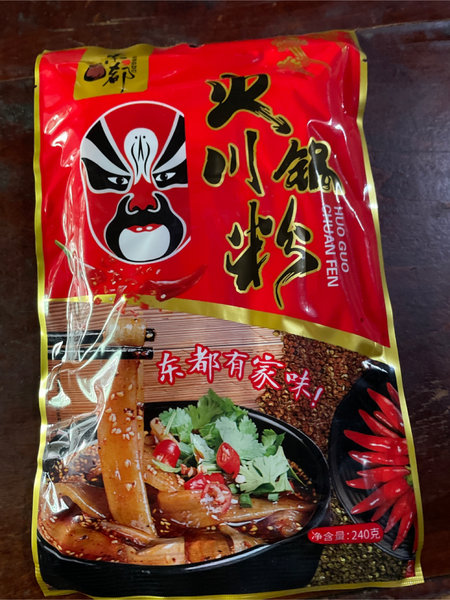 东都
火锅
川粉
HUO GUO
CHUAN FEN
东都有家味!
净含量:240克